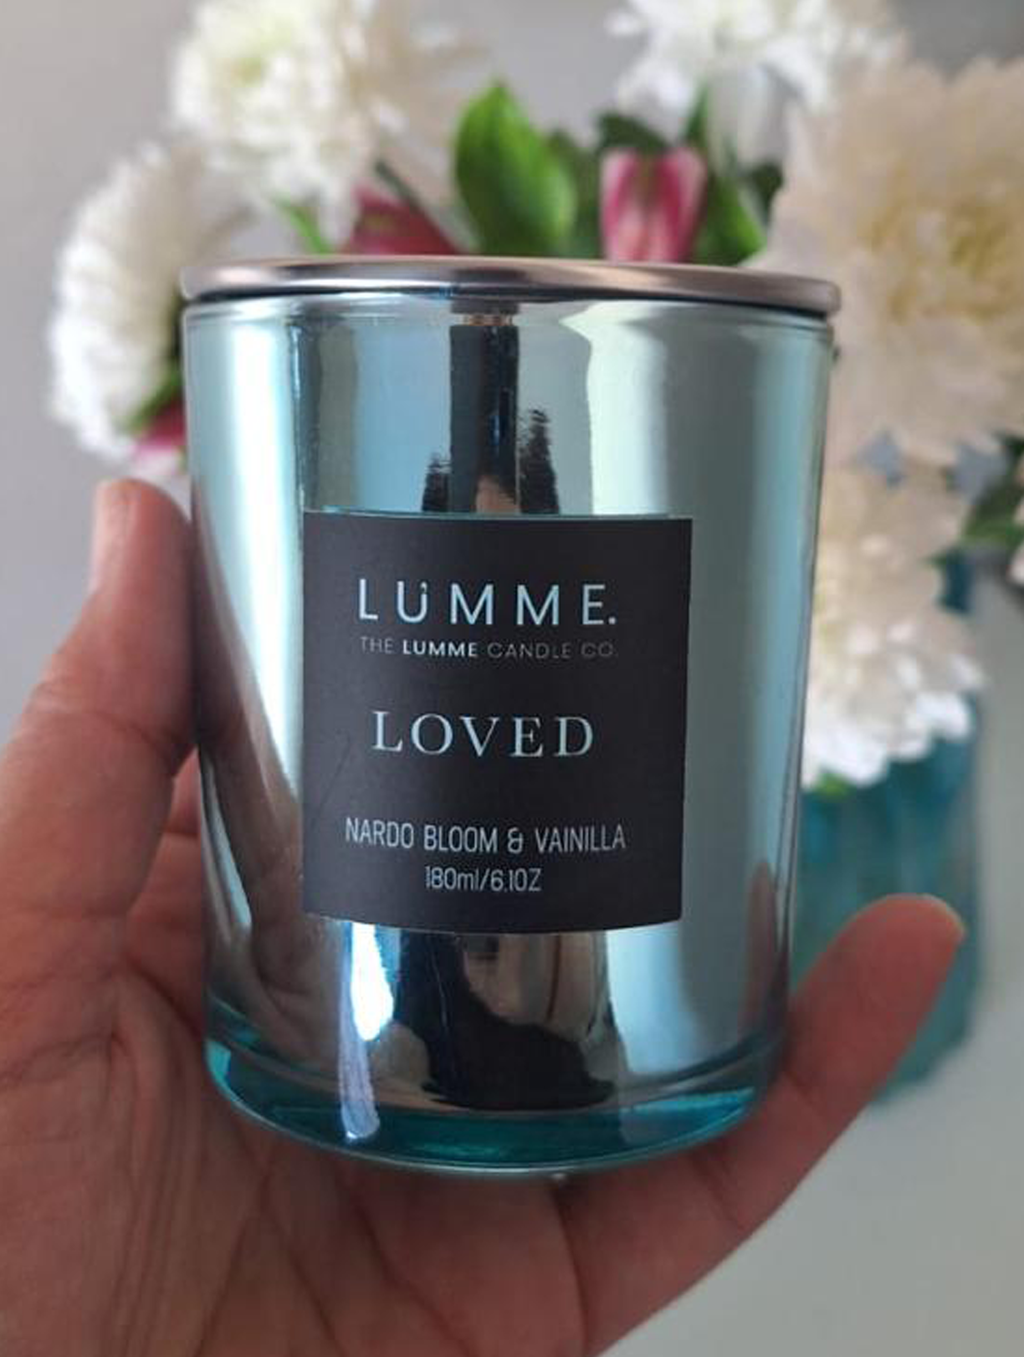 LUMME.
THE LUMME CANDLE CO.
LOVED
NARDO BLOOM & VAINILLA
180ml/6.1OZ